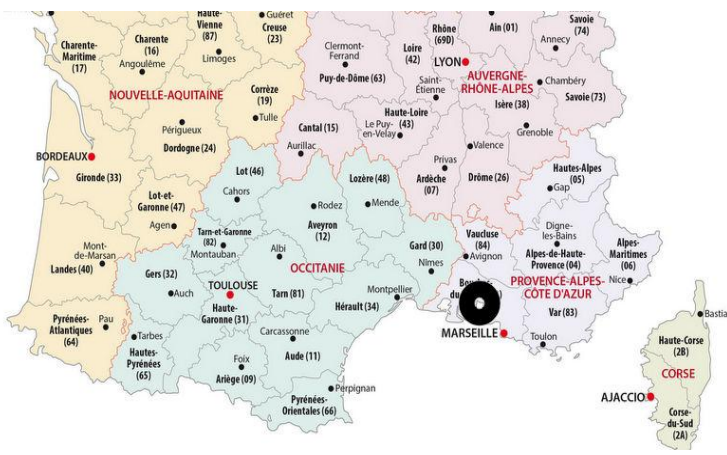 Haute-
Vienne
(87)
Guéret
Creuse
(23)
Rhône
(69D)
Ain (01)
Savoie
(74)
Charente-
Maritime
(17)
Charente
(16)
Angoulême
Limoges
Clermont-
Ferrand
Puy-de-Dôme (63)
Loire
(42)
LYON
Annecy
NOUVELLE-AQUITAINE
Corrèze
(19)
Tulle
Saint-
Étienne
AUVERGNE-
RHÔNE-ALPES
Chambéry
Savoie (73)
Isère (38)
Périgueux
Dordogne (24)
Cantal (15)
Aurillac
Haute-Loire
(43)
Le Puy-
en-Velay
Grenoble
BORDEAUX
Gironde (33)
Lot (46)
Cahors
Lozère (48)
Mende
Privas
Ardèche
(07)
Valence
Drôme (26)
Hautes-Alpes
(05)
Gap
Lot-et-
Garonne (47)
Agen
Rodez
Aveyron
(12)
Mont-
de-Marsan
Landes (40)
Tarn-et-Garonne
(82)
Montauban
Albi
Gard (30)
Nîmes
Vaucluse
(84)
Avignon
Digne-
les-Bains
Alpes-de-Haute-
Provence (04)
Alpes-
Maritimes
(06)
Nice
Gers (32)
Auch
TOULOUSE
Haute-
Garonne (31)
OCCITANIE
Tarn (81)
Montpellier
Hérault (34)
PROVENCE-ALPES-
CÔTE D'AZUR
Var (83)
Pyrénées-
Atlantiques
(64)
Pau
Tarbes
Hautes-
Pyrénées
(65)
Foix
Ariège (09)
Carcassonne
Aude (11)
MARSEILLE
Toulon
Perpignan
Pyrénées-
Orientales (66)
Bastia
Haute-Corse
(2B)
CORSE
AJACCIO
Corse-
du-Sud
(2A)